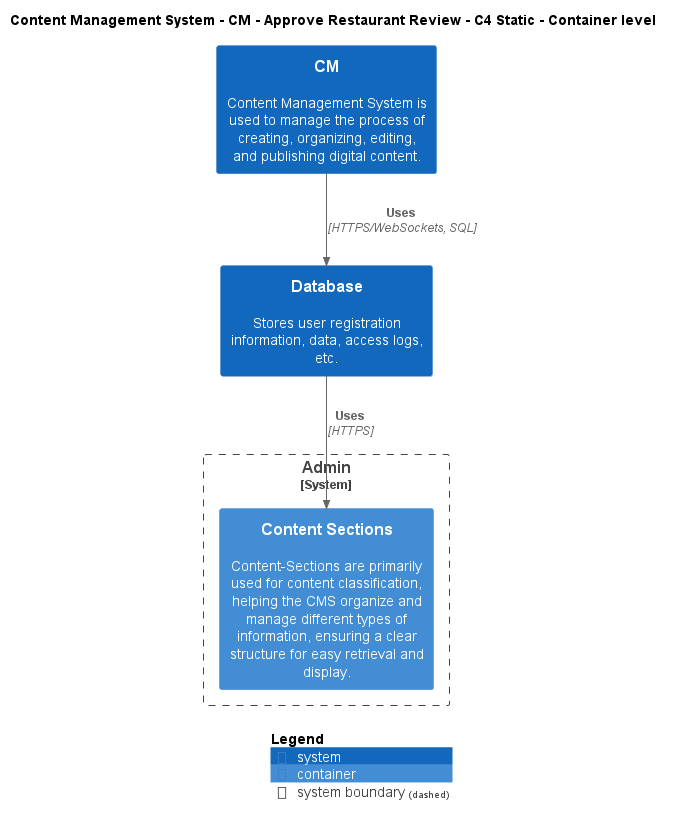 Content Management System - CM - Approve Restaurant Review - C4 Static - Container level
CM
Content Management System is
used to manage the process of
creating, organizing, editing,
and publishing digital content.
Uses
[HTTPS/WebSockets, SQL]
Database
Stores user registration
information, data, access logs,
etc.
Uses
[HTTPS]
Admin
[System]
Content Sections
Content-Sections are primarily
used for content classification,
helping the CMS organize and
manage different types of
information, ensuring a clear
structure for easy retrieval and
display.
Legend
system
container
system boundary (dashed)